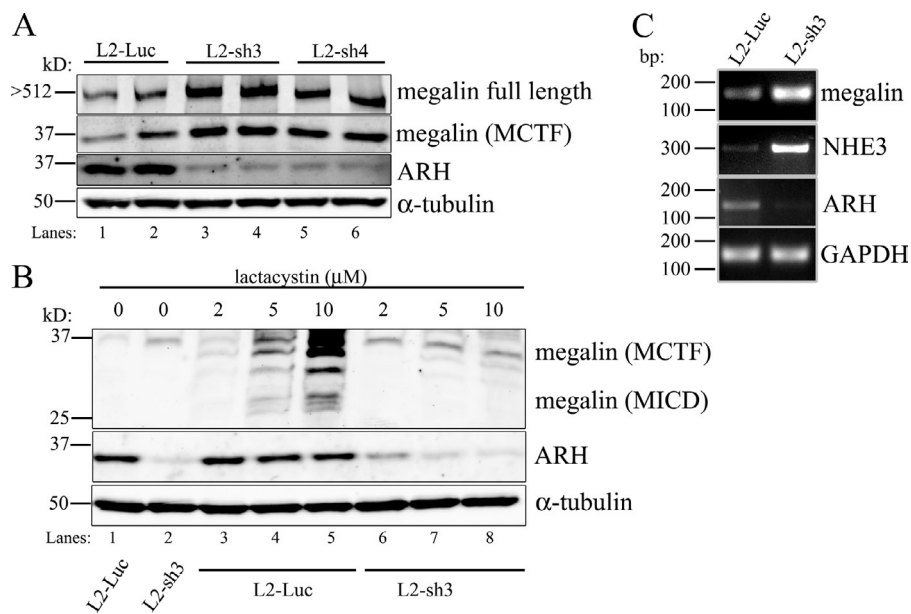 A
L2-Luc L2-sh3 L2-sh4
kD:
>512 megalin full length
37 megalin (MCTF)
37 ARH
50 α-tubulin
Lanes: 1 2 3 4 5 6
B
lactacystin (μM)
0 0 2 5 10 2 5 10
kD:
37
megalin (MCTF)
megalin (MICD)
25
37
ARH
50 α-tubulin
Lanes: 1 2 3 4 5 6 7 8
L2-Luc L2-sh3 L2-Luc L2-sh3
C
L2-Luc L2-sh3
bp:
200
megalin
100
300 NHE3
200
ARH
100
200
GAPDH
100